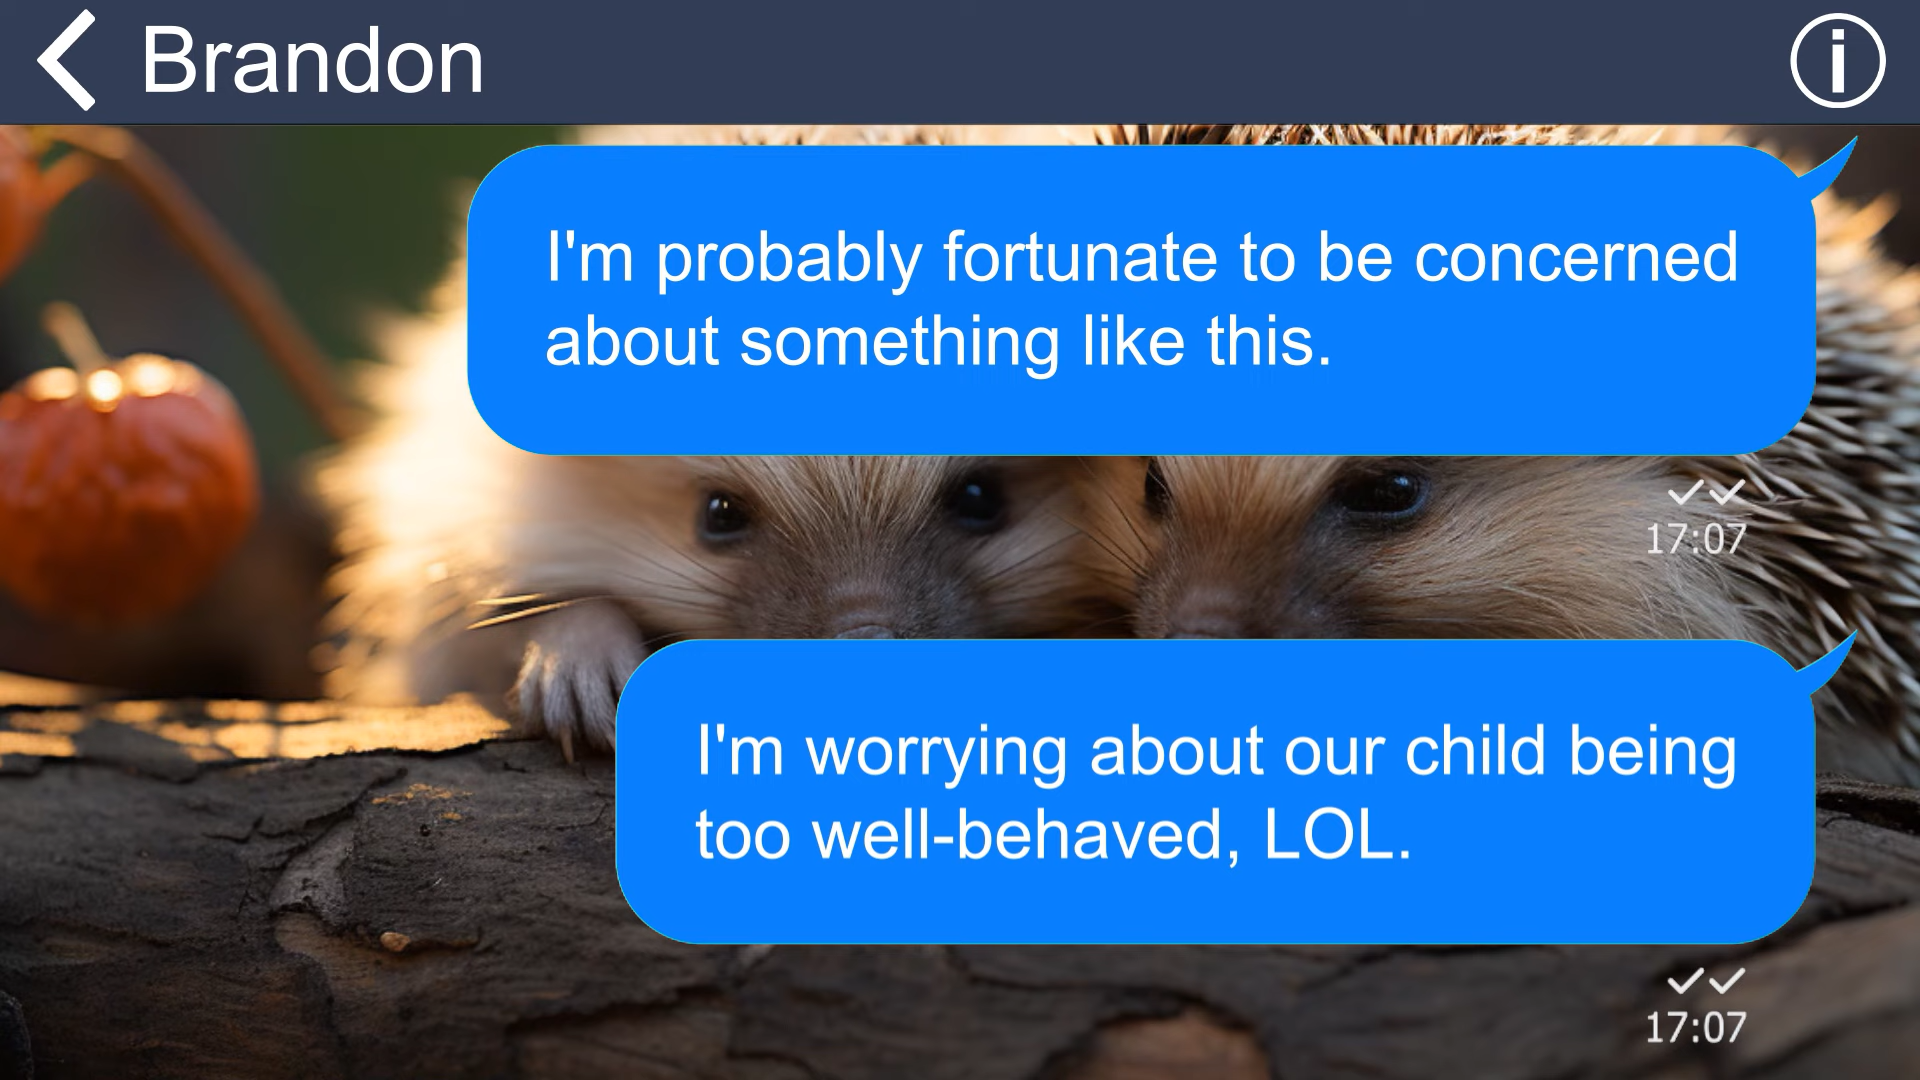 Brandon
I'm probably fortunate to be concerned
about something like this.
17:07
I'm worrying about our child being
too well-behaved, LOL.
17:07